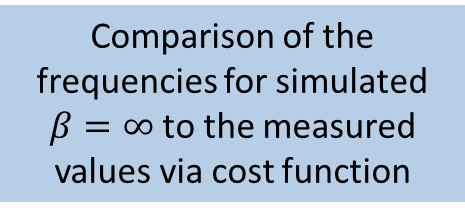 Comparison of the
frequencies for simulated
𝛽 = ∞ to the measured
values via cost function